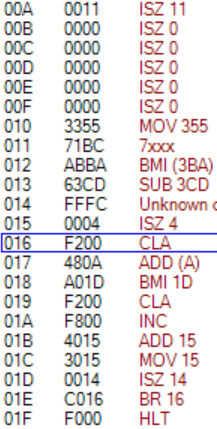 00A 0011 ISZ 11
00B 0000 ISZ 0
00C 0000 ISZ 0
00D 0000 ISZ 0
00E 0000 ISZ 0
00F 0000 ISZ 0
010 3355 MOV 355
011 71BC 7xxx
012 ABBA BMI (3BA)
013 63CD SUB 3CD
014 FFFC Unknown
015 0004 ISZ 4
016 F200 CLA
017 480A ADD (A)
018 A01D BMI 1D
019 F200 CLA
01A F800 INC
01B 4015 ADD 15
01C 3015 MOV 15
01D 0014 ISZ 14
01E C016 BR 16
01F F000 HLT